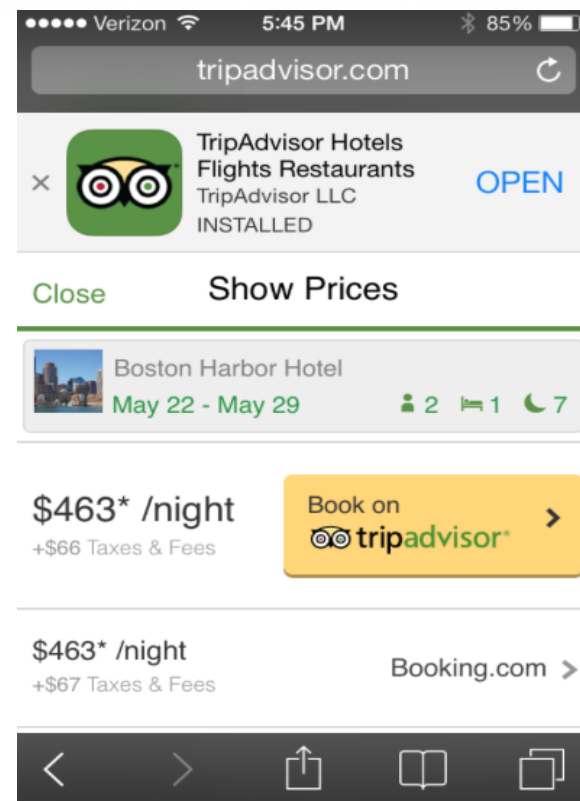 Verizon 5:45 PM 85%
tripadvisor.com
TripAdvisor Hotels
Flights Restaurants
TripAdvisor LLC
INSTALLED
OPEN
Close Show Prices
Boston Harbor Hotel
May 22 - May 29 2 1 7
$463* /night
+$66 Taxes & Fees
Book on
tripadvisor®
$463* /night
+$67 Taxes & Fees
Booking.com